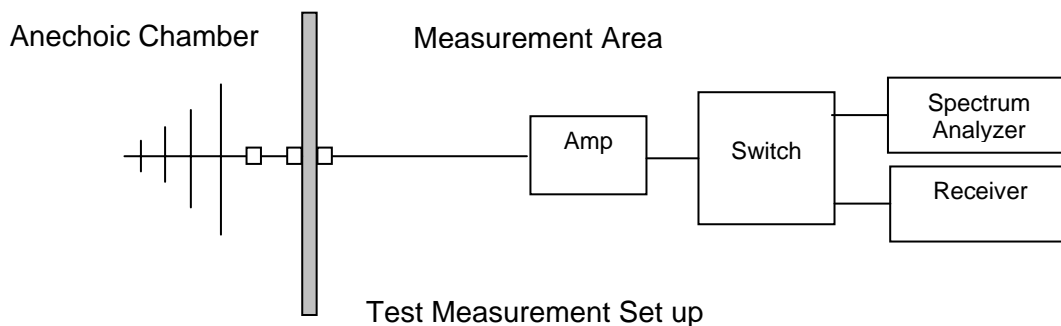 Anechoic Chamber
Measurement Area
Amp
Switch
Spectrum
Analyzer
Receiver
Test Measurement Set up